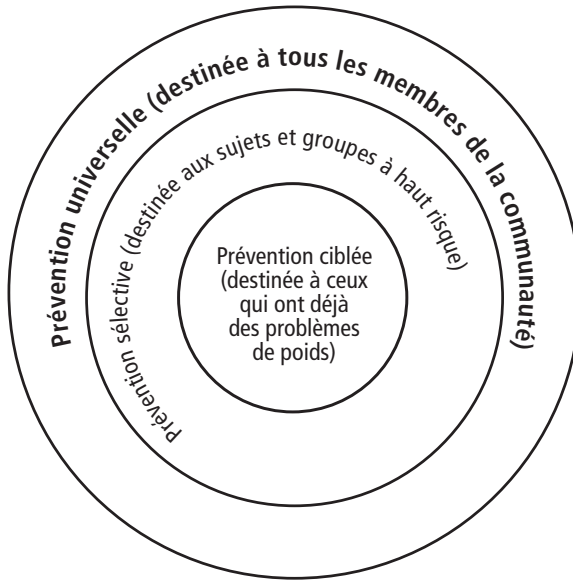 Prévention universelle (destinée à tous les membres de la communauté)
Prévention sélective (destinée aux sujets et groupes à haut risque)
Prévention ciblée
(destinée à ceux
qui ont déjà
des problèmes
de poids)